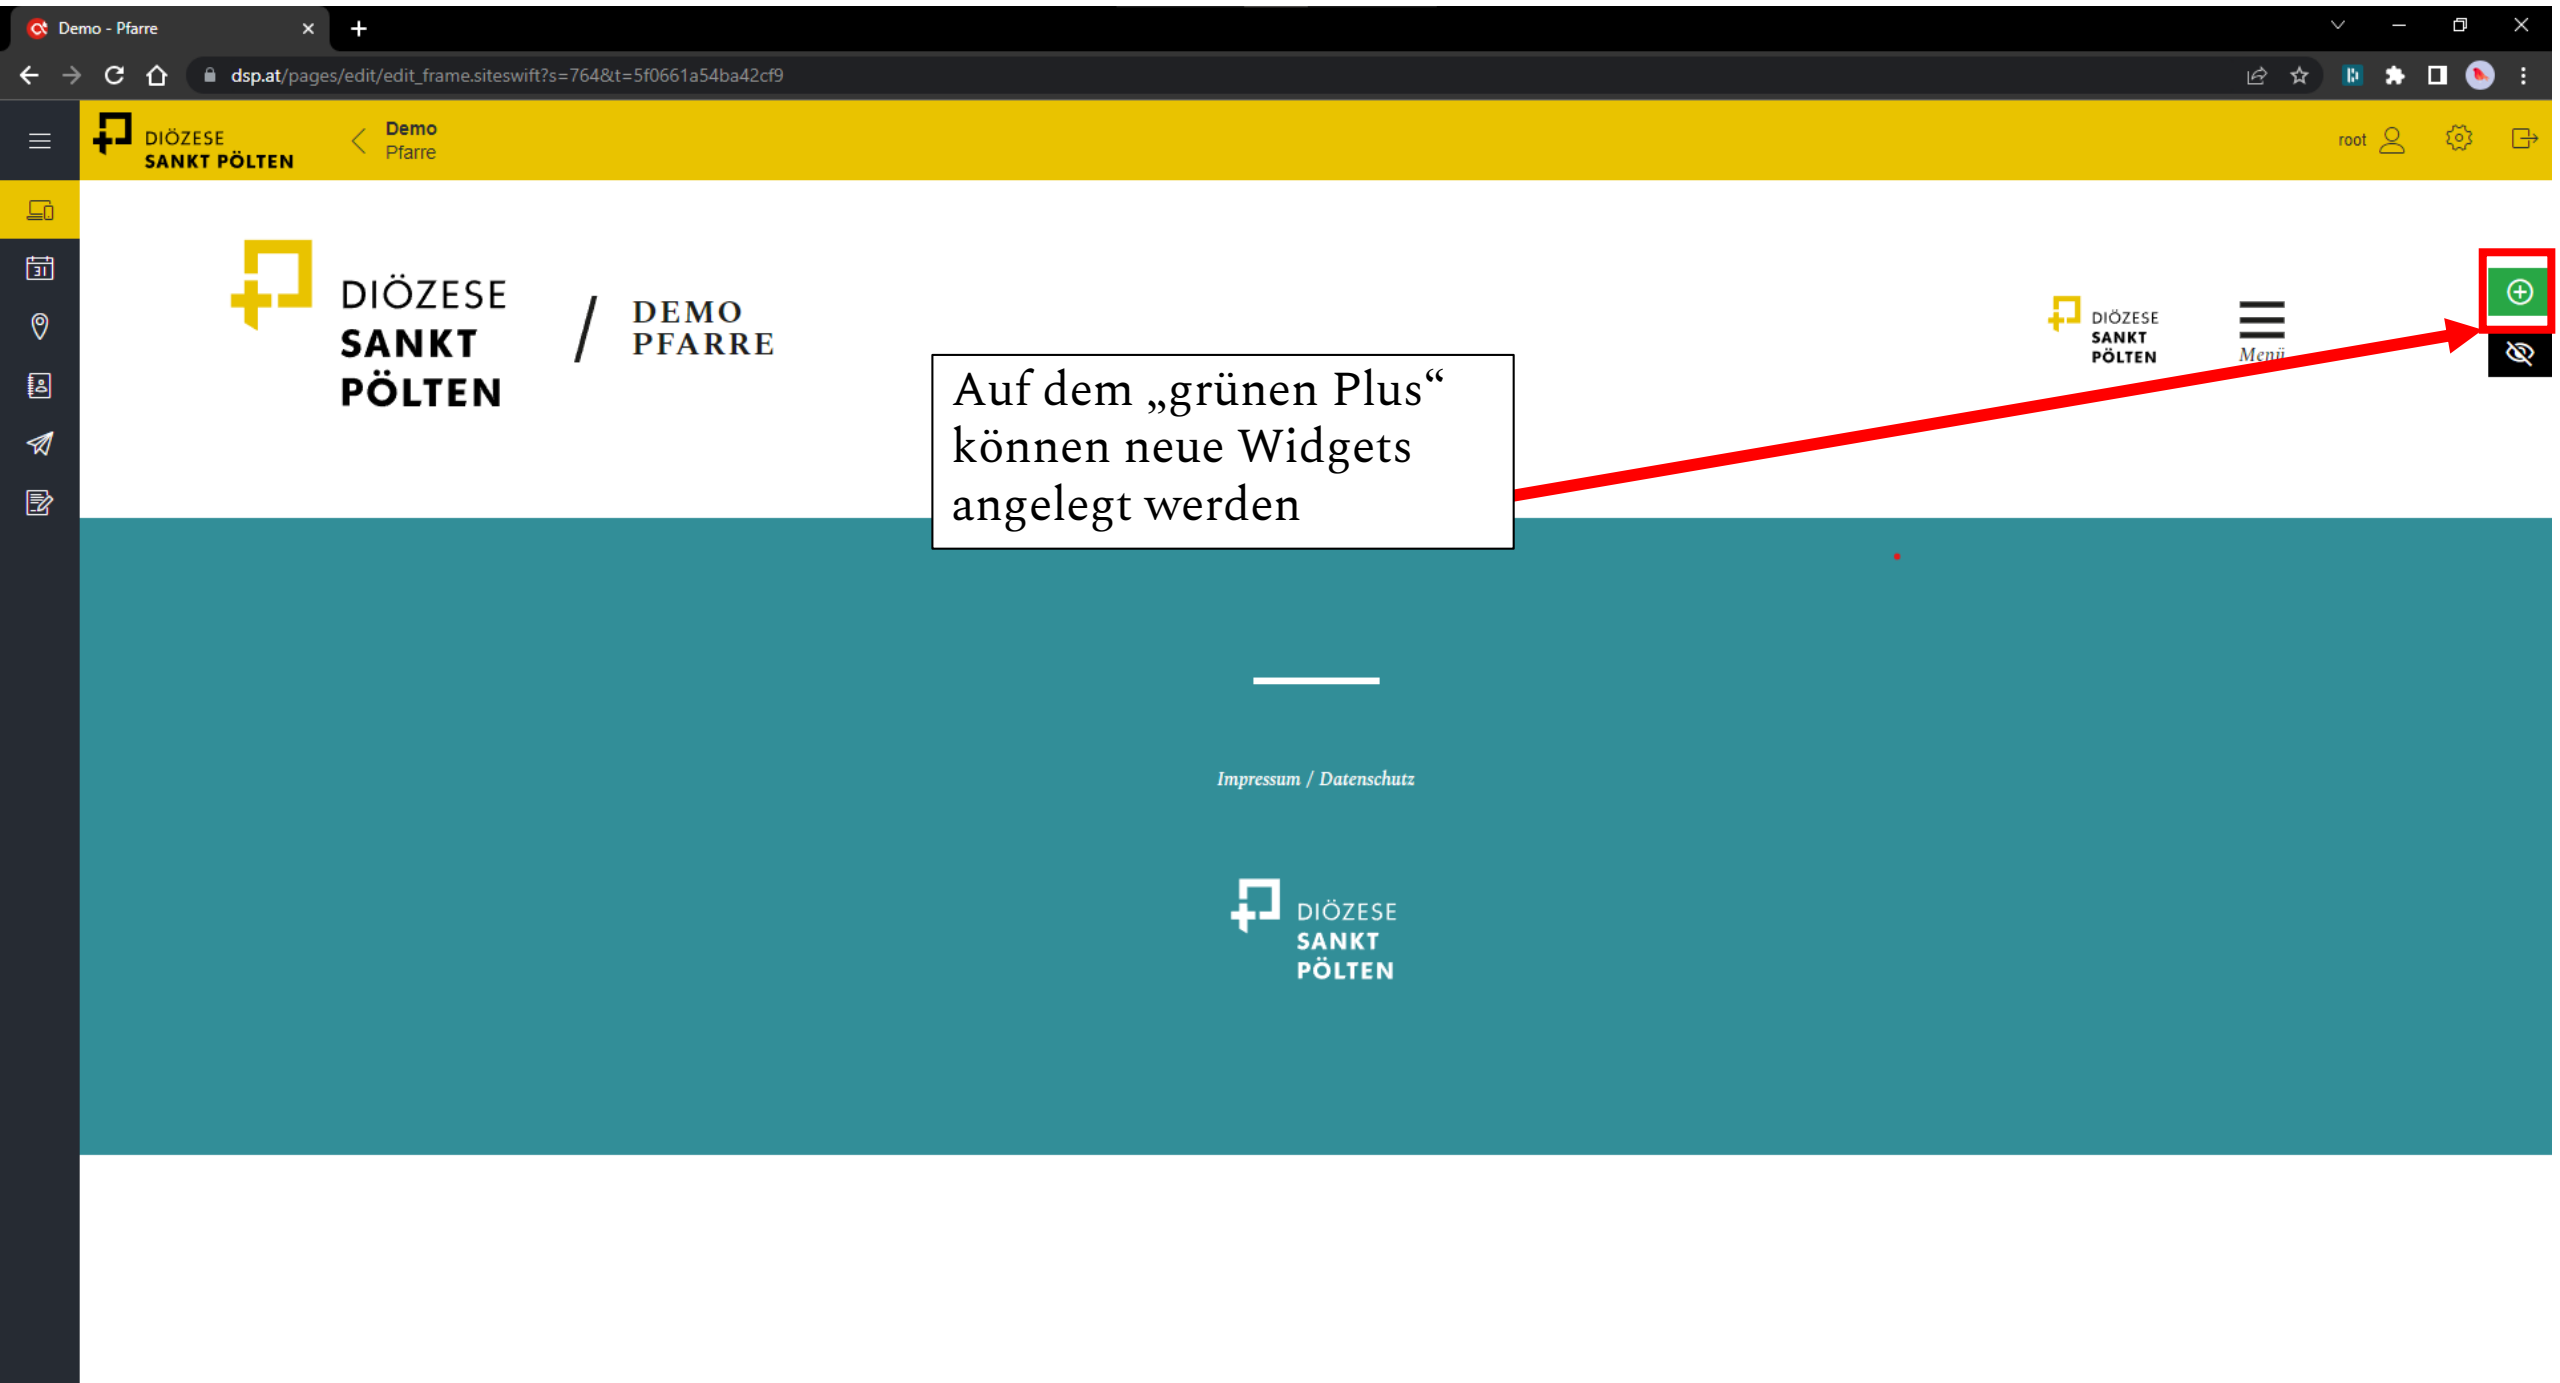 Demo - Pfarre
dsp.at/pages/edit/edit_frame.siteswift?s=764&t=5f0661a54ba42cf9
DIÖZESE
SANKT PÖLTEN
Demo
Pfarre
root
31
DIÖZESE
SANKT
PÖLTEN
/
DEMO
PFARRE
DIÖZESE
SANKT
PÖLTEN
Menü
Auf dem „grünen Plus“
können neue Widgets
angelegt werden
Impressum / Datenschutz
DIÖZESE
SANKT
PÖLTEN